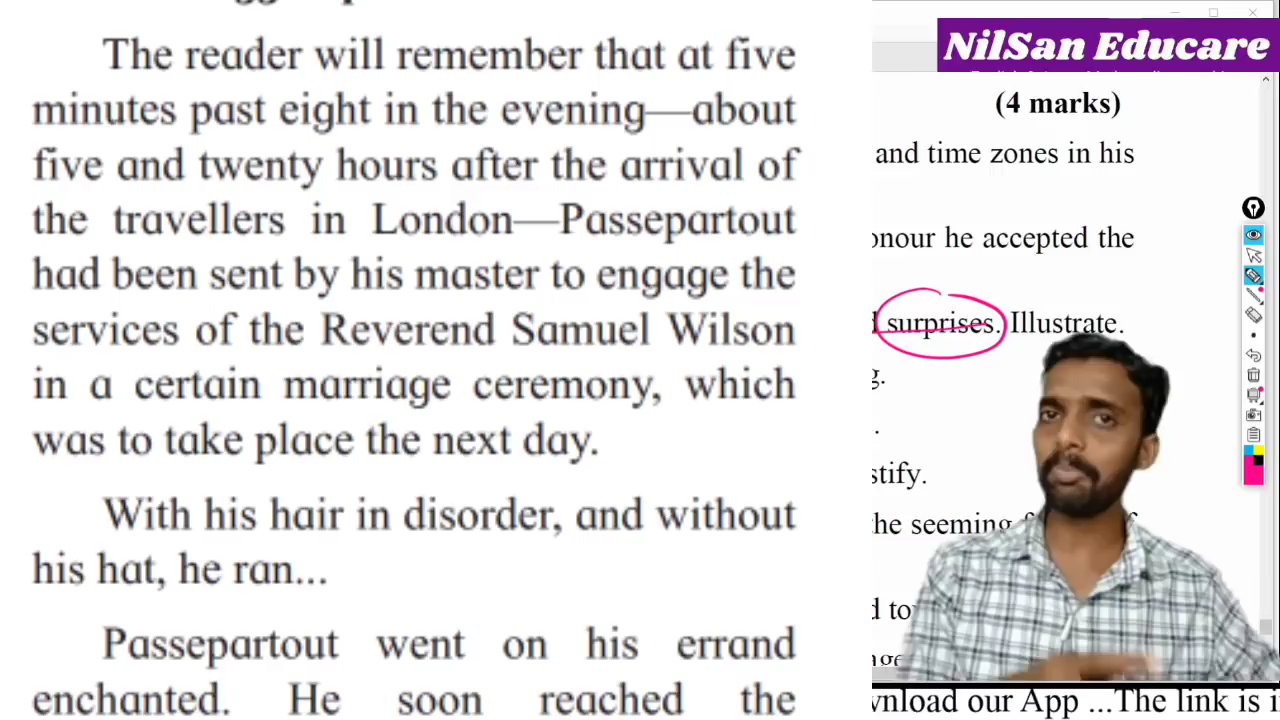 The reader will remember that at five
minutes past eight in the evening—about
five and twenty hours after the arrival of
the travellers in London—Passepartout
had been sent by his master to engage the
services of the Reverend Samuel Wilson
in a certain marriage ceremony, which
was to take place the next day.
With his hair in disorder, and without
his hat, he ran...
Passepartout went on his errand
enchanted. He soon reached the
NilSan Educare
(4 marks)
and time zones in his
onour he accepted the
surprises. Illustrate.
g.
stify.
he seeming
wnload our App ...The link is i